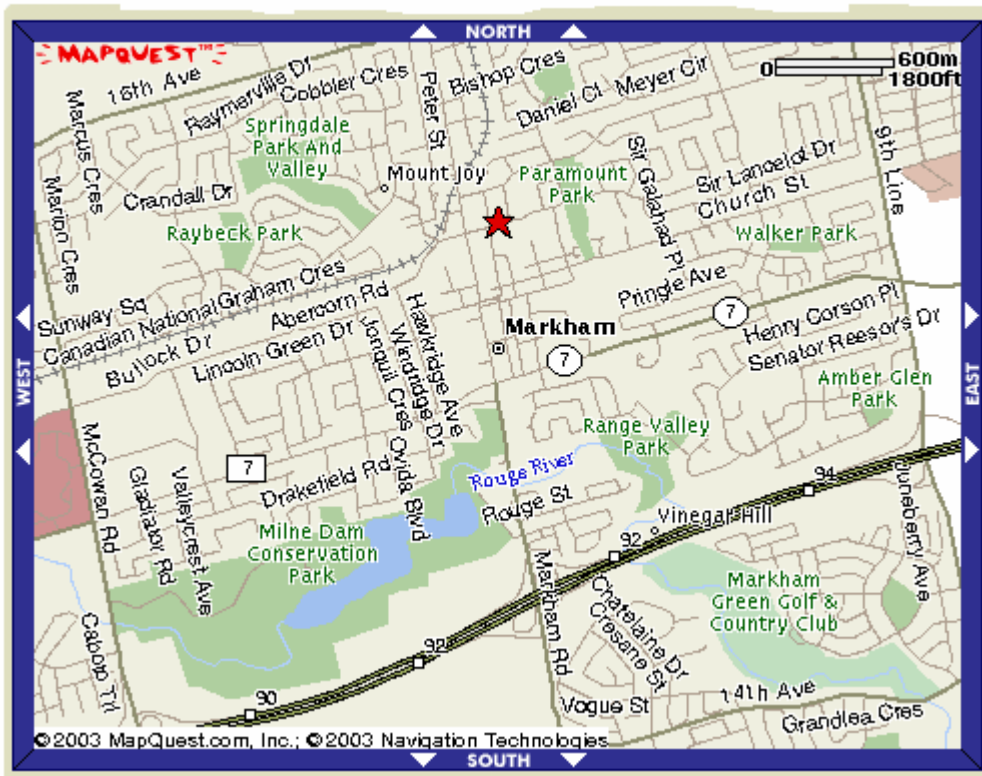 NORTH
MAPQUEST™
0 600m
1800ft
16th Ave
Raymerville Dr
Cobbler Cres
Peter St
Bishop Cres
Daniel Ct
Meyer Cir
Marcus Cres
Springdale
Park And
Valley
Mount Joy
Paramount
Park
Sir Galahad Pl
Sir Lancelot Dr
Church St
9th Line
Marion Cres
Crandall Dr
Raybeck Park
Walker Park
Sunway Sq
Canadian National
Graham Cres
Abercorn Rd
Bullock Dr
Lincoln Green Dr
Jonquil Cres
Windridge Dr
Hawkridge Ave
Markham
7
Pringle Ave
7
Henry Corson Pl
Senator Reesor's Dr
Amber Glen
Park
WEST
EAST
Range Valley
Park
McCowan Rd
7
Gladiator Rd
Valleycrest Ave
Drakefield Rd
Ovida Blvd
Rouge River
Rouge St
94
Juneberry Ave
Vinegar Hill
92
Milne Dam
Conservation
Park
Markham Rd
Chatelaine Dr
Cresane St
Markham
Green Golf &
Country Club
Cabop Trl
92
90
14th Ave
Vogue St
Grandlea Cres
©2003 MapQuest.com, Inc.; ©2003 Navigation Technologies
SOUTH